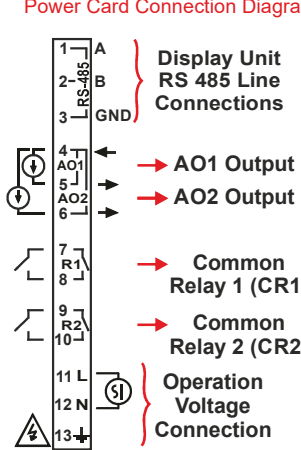 Power Card Connection Diagra
1 A
2 B
3 GND
RS-485
Display Unit
RS 485 Line
Connections
4
AO1
5
AO2
6
AO1 Output
AO2 Output
7
R1
8
Common
Relay 1 (CR1
9
R2
10
Common
Relay 2 (CR2
11 L
12 N
13
Operation
Voltage
Connection